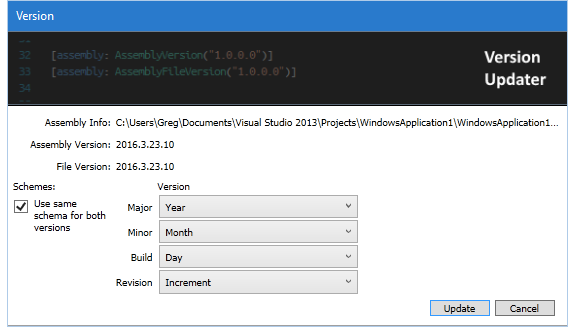 Version
32 [assembly: AssemblyVersion("1.0.0.0")]
33 [assembly: AssemblyFileVersion("1.0.0.0")]
34
Version
Updater
Assembly Info: C:\Users\Greg\Documents\Visual Studio 2013\Projects\WindowsApplication1\WindowsApplication1...
Assembly Version: 2016.3.23.10
File Version: 2016.3.23.10
Schemes:
Use same
schema for both
versions
Version
Major Year
Minor Month
Build Day
Revision Increment
Update Cancel